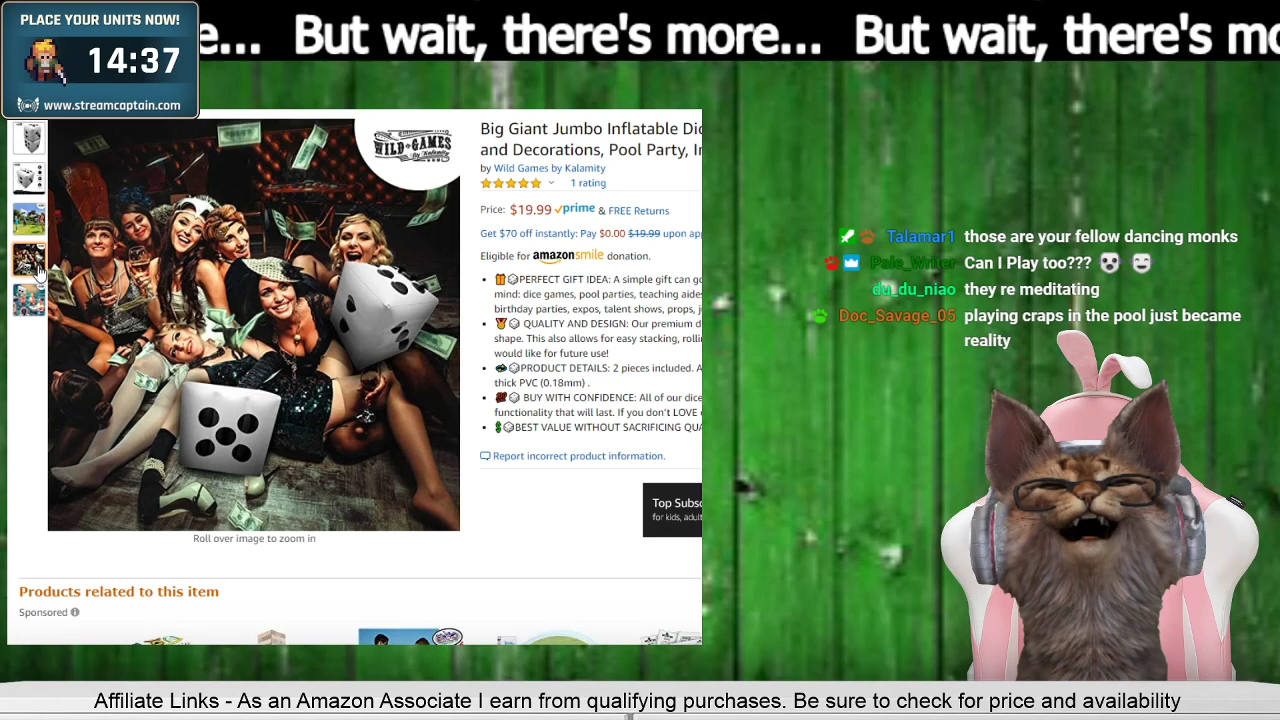 PLACE YOUR UNITS NOW!
14:37
www.streamcaptain.com
e... But wait, there's more... But wait, there's mo
WILD GAMES
By Kalamity
Big Giant Jumbo Inflatable Dic
and Decorations, Pool Party, In
by Wild Games by Kalamity
1 rating
Price: $19.99 prime & FREE Returns
Get $70 off instantly: Pay $0.00 $19.99 upon app
Eligible for amazonsmile donation.
PERFECT GIFT IDEA: A simple gift can go
mind: dice games, pool parties, teaching aides
birthday parties, expos, talent shows, props, j
QUALITY AND DESIGN: Our premium d
shape. This also allows for easy stacking, rollin
would like for future use!
PRODUCT DETAILS: 2 pieces included. A
thick PVC (0.18mm) .
BUY WITH CONFIDENCE: All of our dice
functionality that will last. If you don't LOVE
BEST VALUE WITHOUT SACRIFICING QUA
Report incorrect product information.
Top Subsc
for kids, adul
Roll over image to zoom in
Products related to this item
Sponsored
Talamar1 those are your fellow dancing monks
Pale_Writer Can I Play too???
du_du_niao they re meditating
Doc_Savage_05 playing craps in the pool just became
reality
Affiliate Links - As an Amazon Associate I earn from qualifying purchases. Be sure to check for price and availability